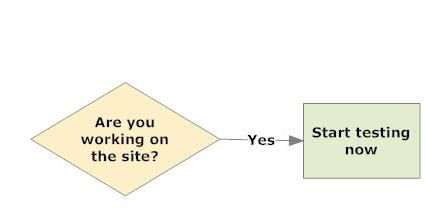 Are you
working on
the site?
Yes
Start testing
now